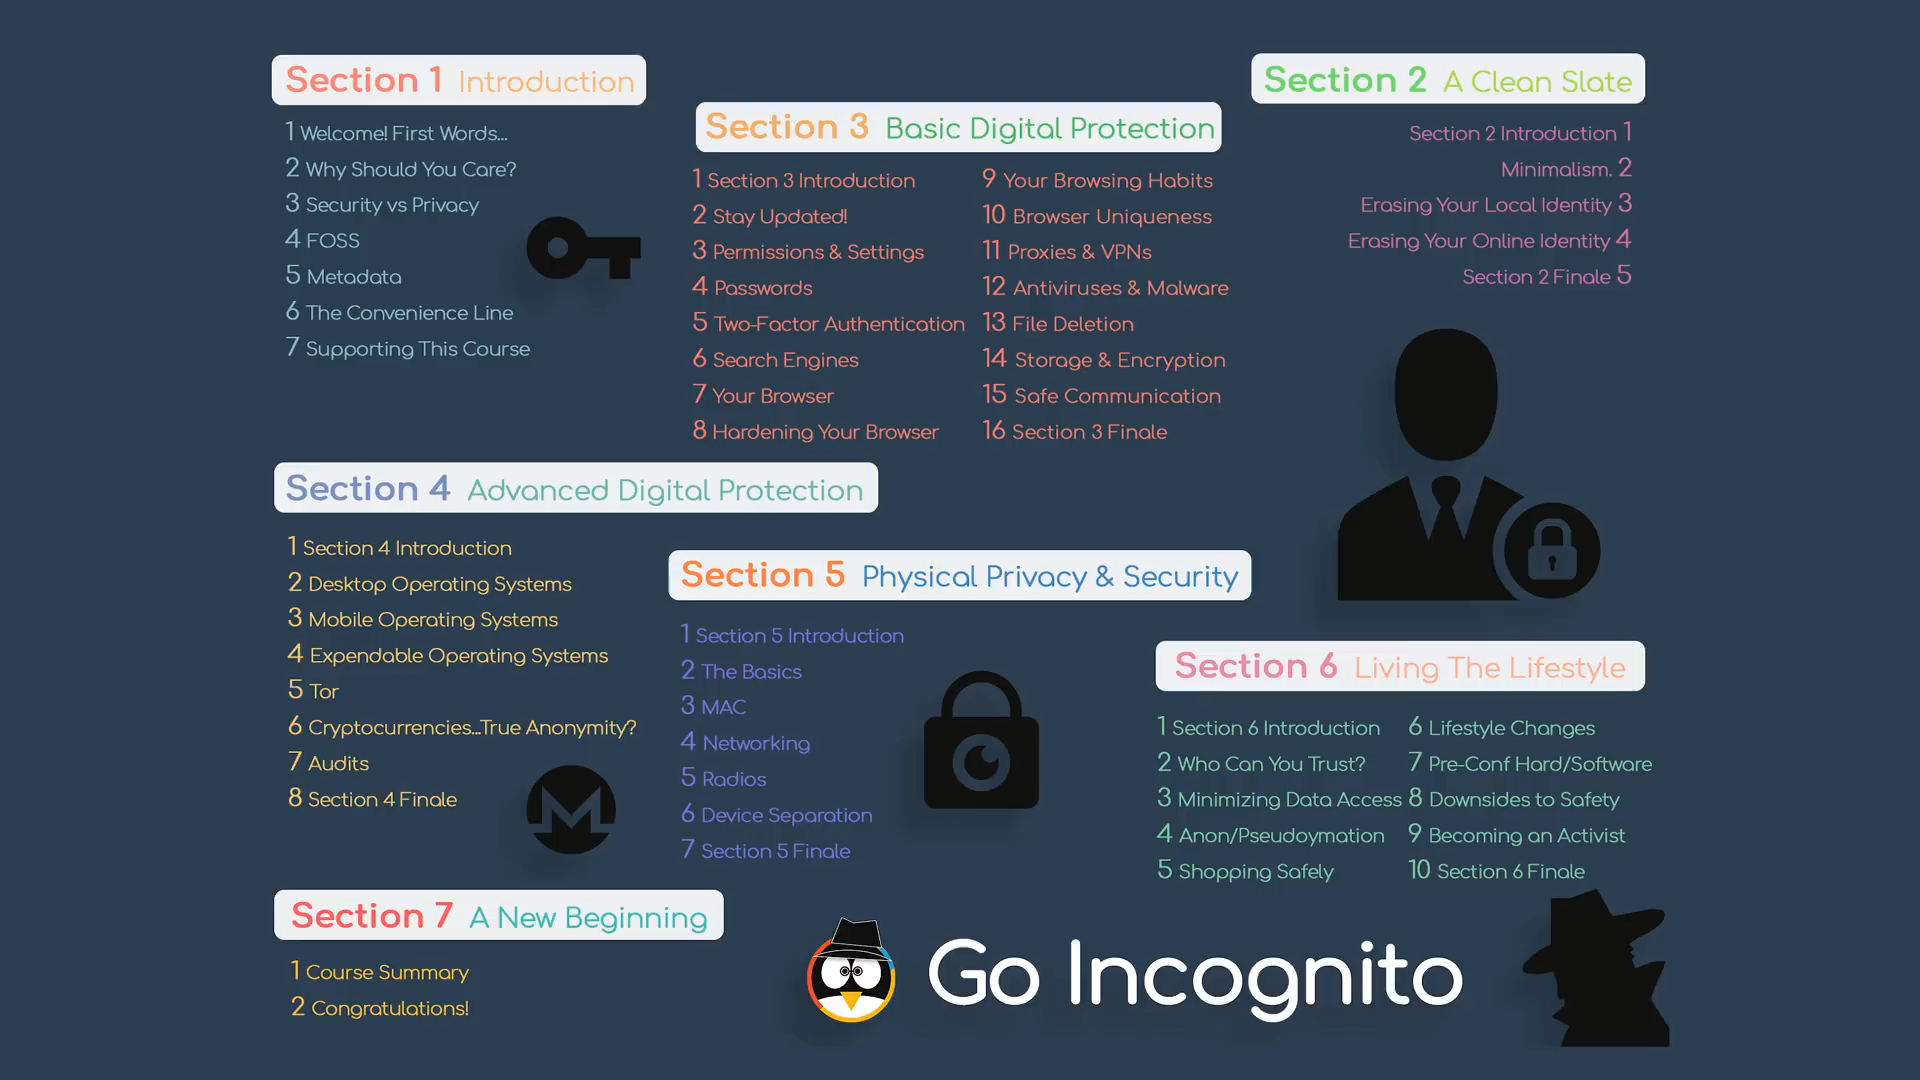 Section 1 Introduction
1 Welcome! First Words...
2 Why Should You Care?
3 Security vs Privacy
4 FOSS
5 Metadata
6 The Convenience Line
7 Supporting This Course
Section 3 Basic Digital Protection
1 Section 3 Introduction
2 Stay Updated!
3 Permissions & Settings
4 Passwords
5 Two-Factor Authentication
6 Search Engines
7 Your Browser
8 Hardening Your Browser
9 Your Browsing Habits
10 Browser Uniqueness
11 Proxies & VPNs
12 Antiviruses & Malware
13 File Deletion
14 Storage & Encryption
15 Safe Communication
16 Section 3 Finale
Section 2 A Clean Slate
Section 2 Introduction 1
Minimalism. 2
Erasing Your Local Identity 3
Erasing Your Online Identity 4
Section 2 Finale 5
Section 4 Advanced Digital Protection
1 Section 4 Introduction
2 Desktop Operating Systems
3 Mobile Operating Systems
4 Expendable Operating Systems
5 Tor
6 Cryptocurrencies...True Anonymity?
7 Audits
8 Section 4 Finale
Section 5 Physical Privacy & Security
1 Section 5 Introduction
2 The Basics
3 MAC
4 Networking
5 Radios
6 Device Separation
7 Section 5 Finale
Section 6 Living The Lifestyle
1 Section 6 Introduction
2 Who Can You Trust?
3 Minimizing Data Access
4 Anon/Pseudoymation
5 Shopping Safely
6 Lifestyle Changes
7 Pre-Conf Hard/Software
8 Downsides to Safety
9 Becoming an Activist
10 Section 6 Finale
Section 7 A New Beginning
1 Course Summary
2 Congratulations!
Go Incognito